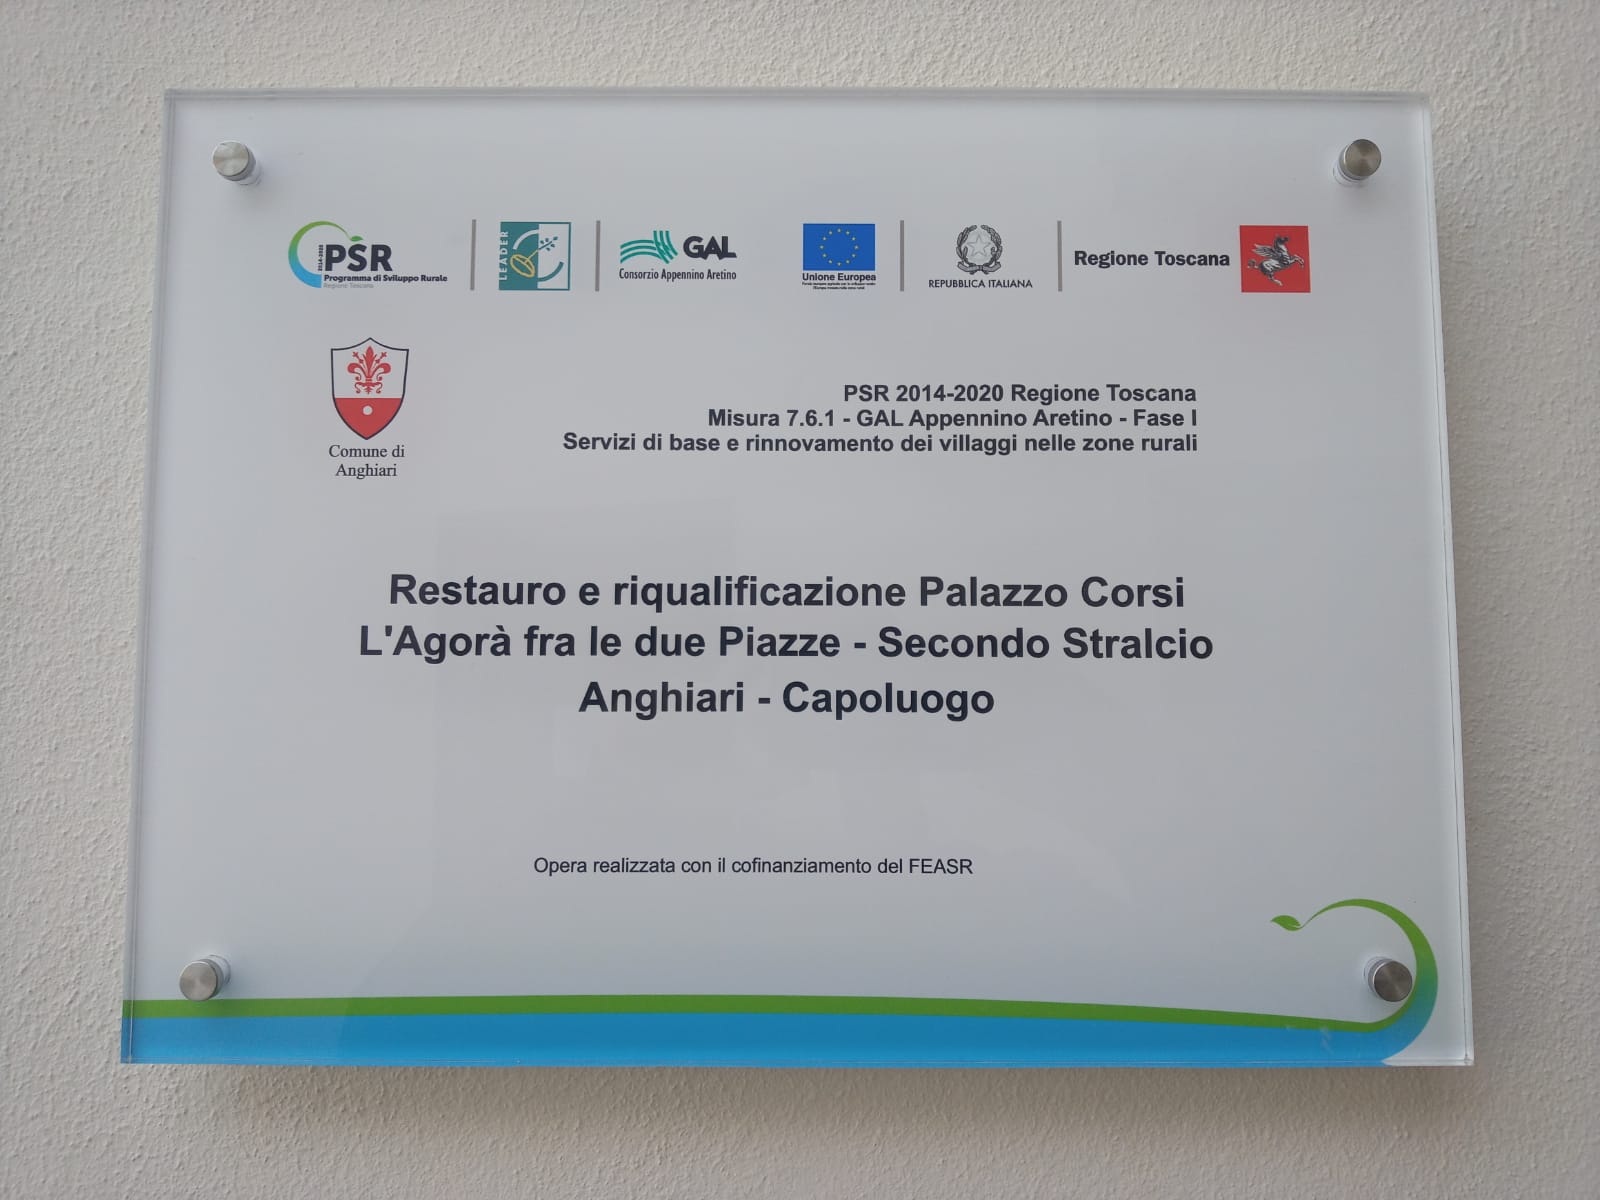 2014-2020
PSR
Programma di Sviluppo Rurale
Regione Toscana
LEADER
GAL
Consorzio Appennino Aretino
Unione Europea
REPUBBLICA ITALIANA
Regione Toscana
Comune di
Anghiari
PSR 2014-2020 Regione Toscana
Misura 7.6.1 - GAL Appennino Aretino - Fase I
Servizi di base e rinnovamento dei villaggi nelle zone rurali
Restauro e riqualificazione Palazzo Corsi
L'Agorà fra le due Piazze - Secondo Stralcio
Anghiari - Capoluogo
Opera realizzata con il cofinanziamento del FEASR